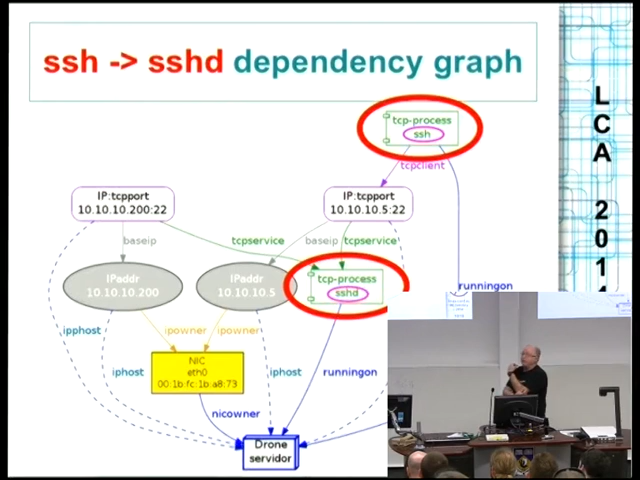 ssh -> sshd dependency graph
LCA 201
tcp-process
ssh
tcpclient
IP:tcpport
10.10.10.200:22
IP:tcpport
10.10.10.5:22
baseip
tcpservice
baseip
tcpservice
IPaddr
10.10.10.200
IPaddr
10.10.10.5
tcp-process
sshd
runningon
ipphost
ipowner
ipowner
iphost
iphost
runningon
NIC
eth0
00:1b:fc:1b:a8:73
nicowner
Drone
servidor